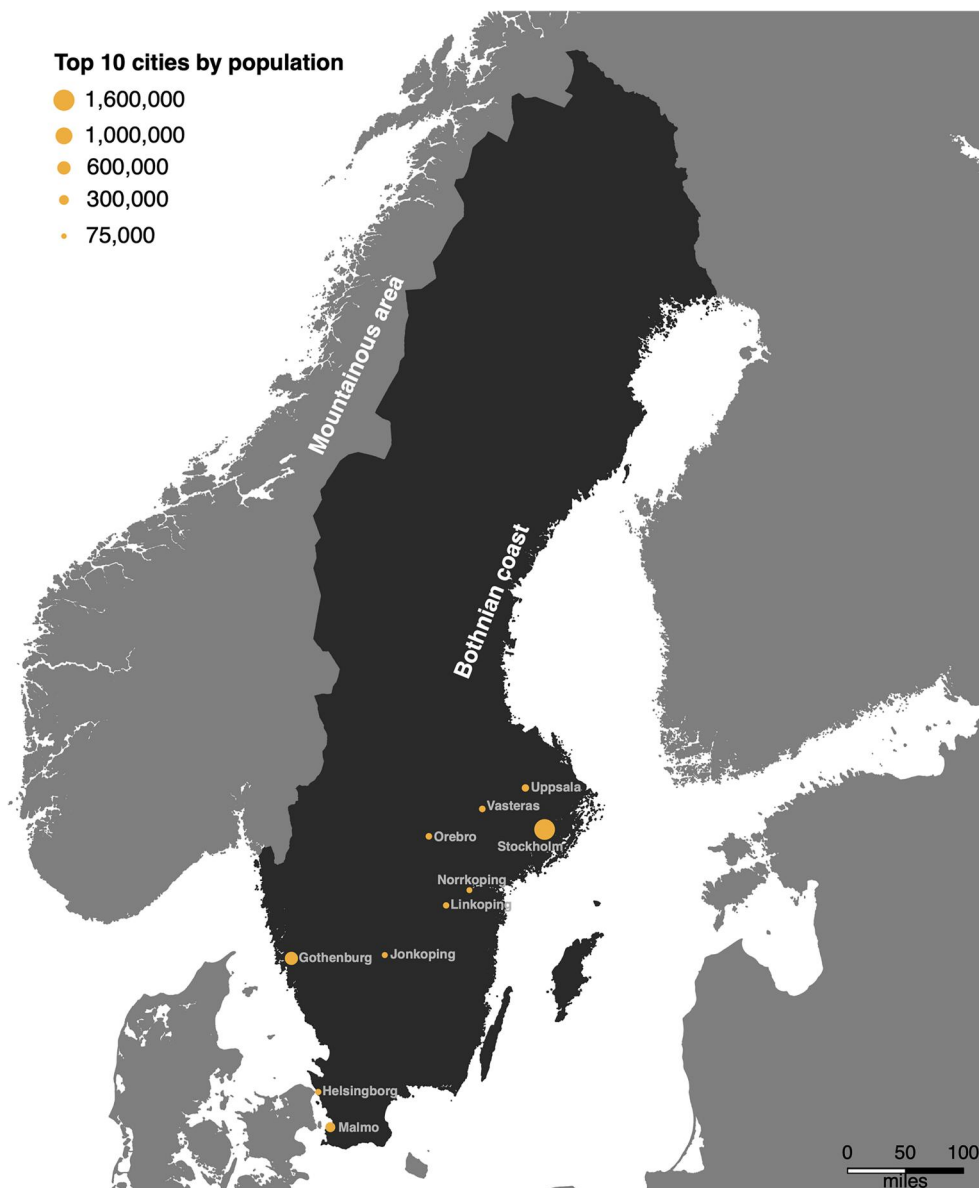 Top 10 cities by population
1,600,000
1,000,000
600,000
300,000
75,000
Mountainous area
Bothnian coast
Uppsala
Vasteras
Orebro
Stockholm
Norrkoping
Linkoping
Gothenburg
Jonkoping
Helsingborg
Malmo
0 50 100
miles